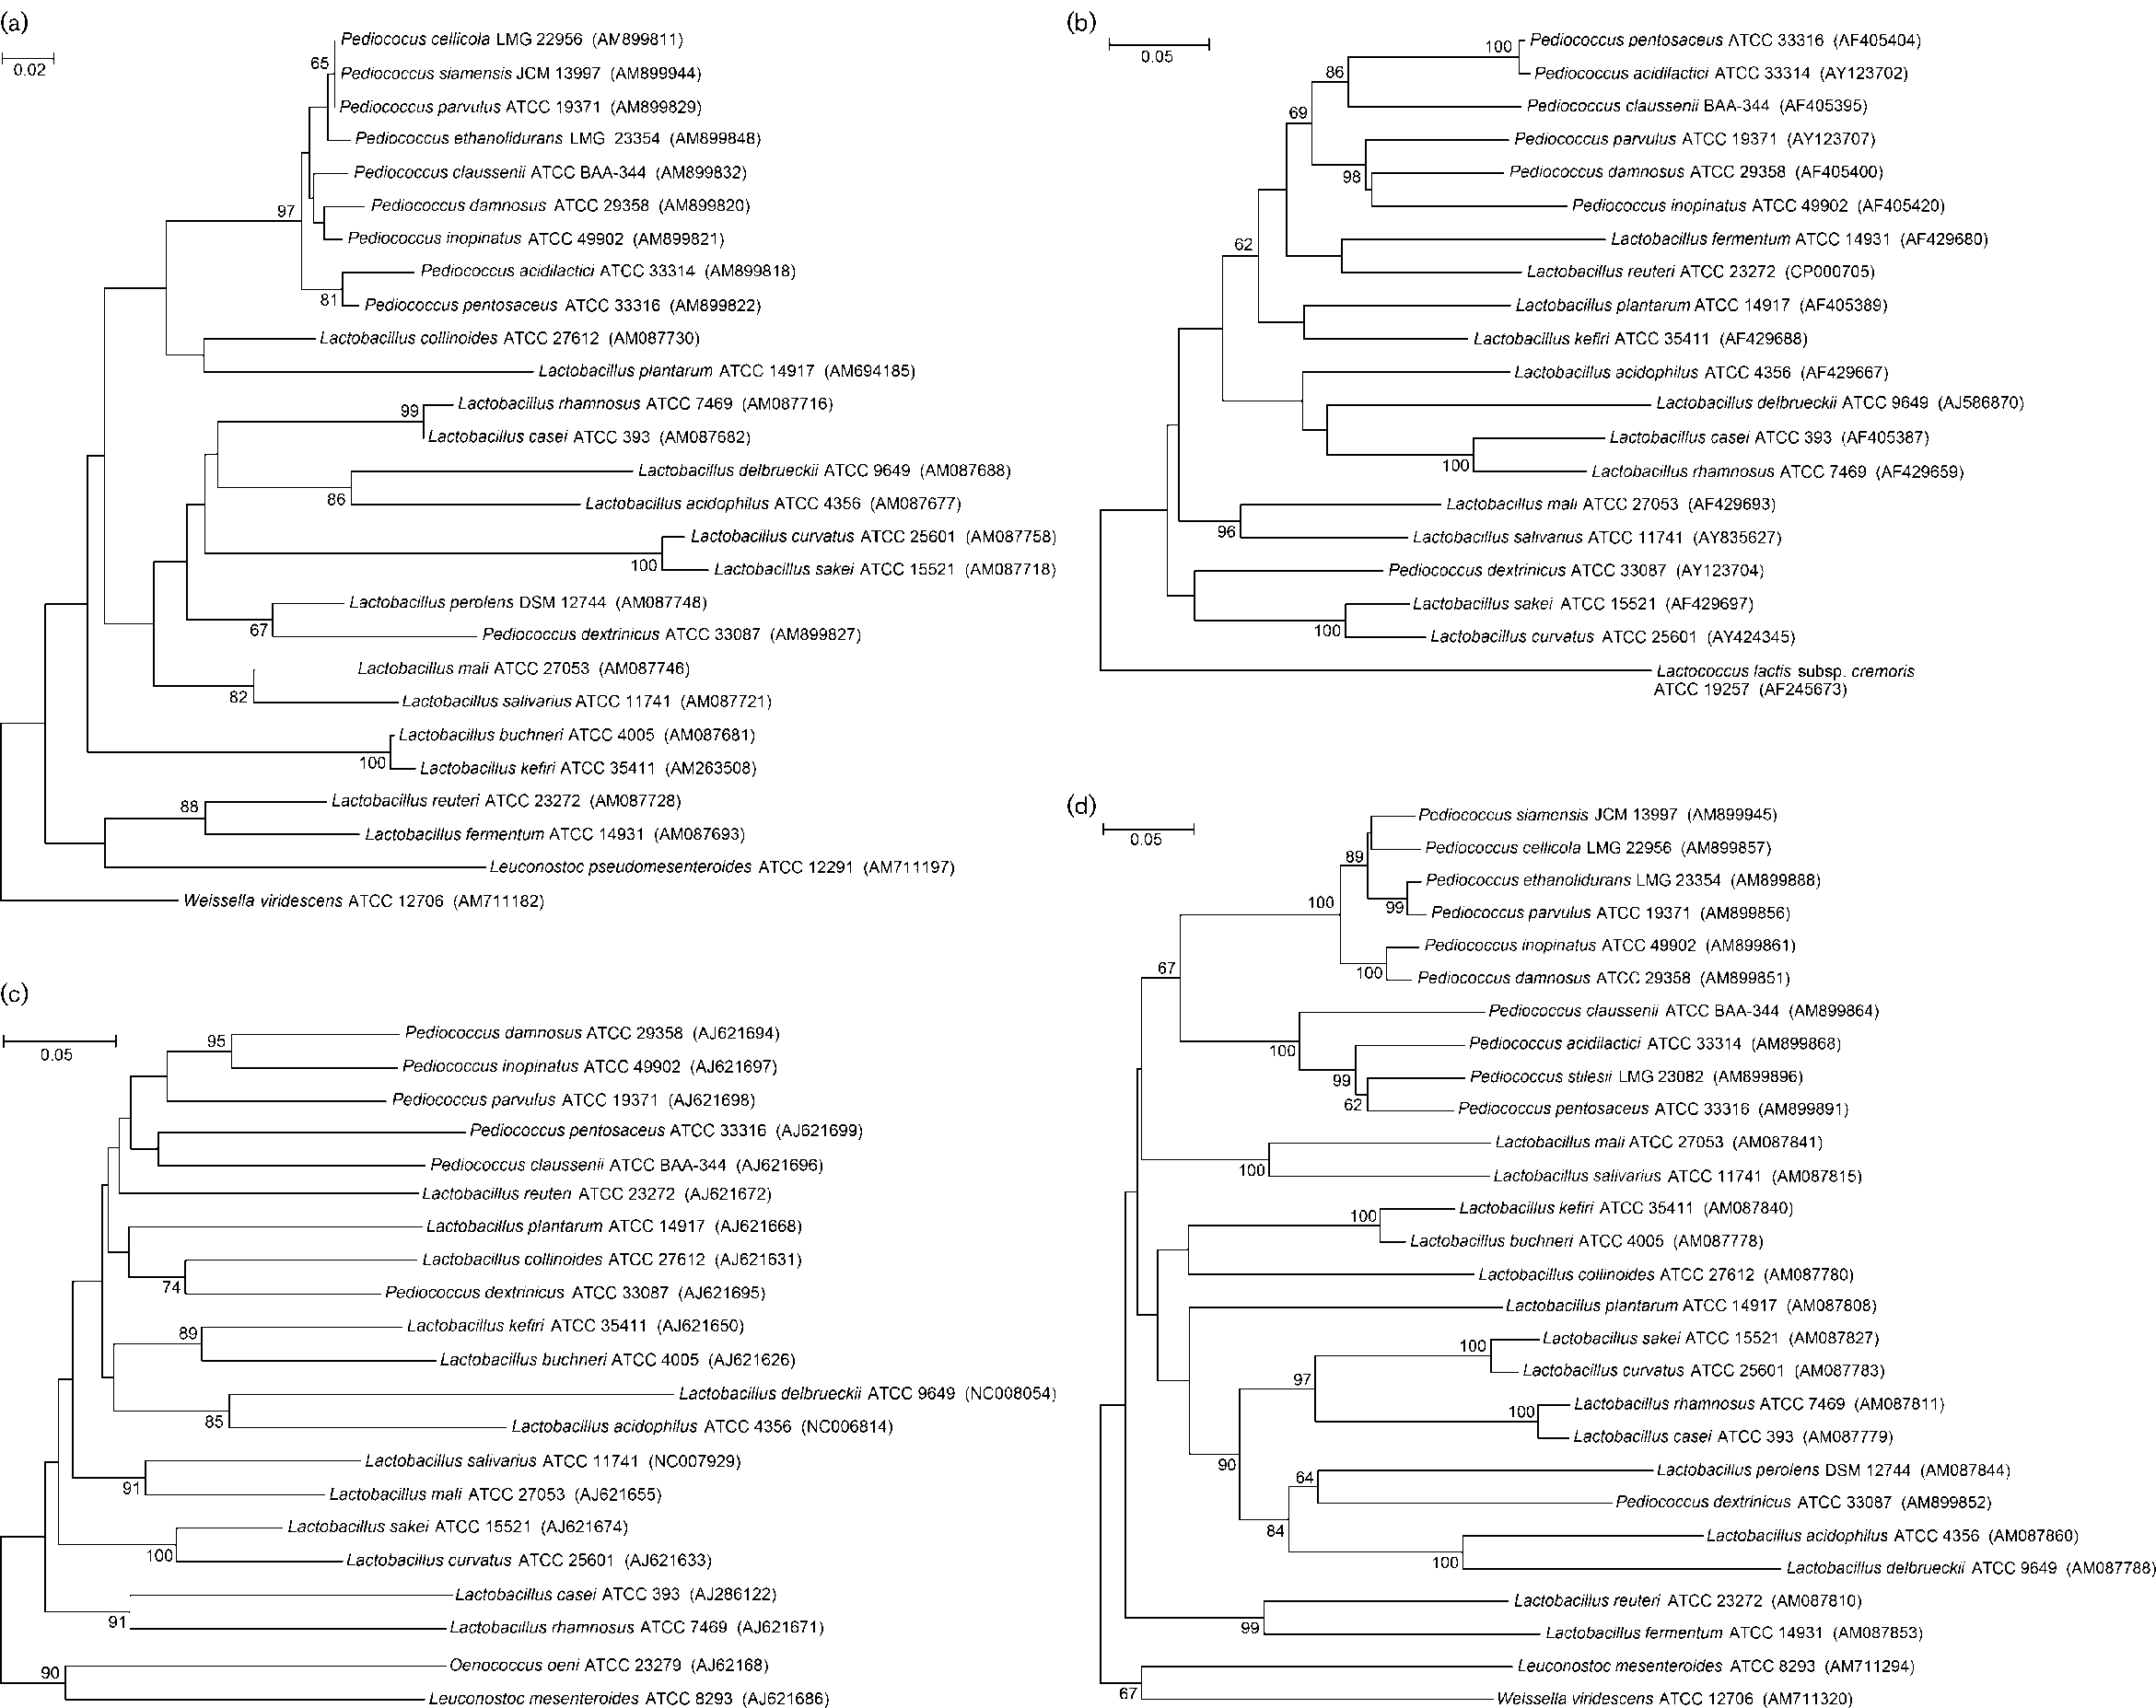 (a)
0.02
Pediococus cellicola LMG 22956 (AM899811)
65
Pediococcus siamensis JCM 13997 (AM899944)
Pediococcus parvulus ATCC 19371 (AM899829)
Pediococcus ethanolidurans LMG 23354 (AM899848)
Pediococcus claussenii ATCC BAA-344 (AM899832)
97
Pediococcus damnosus ATCC 29358 (AM899820)
Pediococcus inopinatus ATCC 49902 (AM899821)
Pediococcus acidilactici ATCC 33314 (AM899818)
81
Pediococcus pentosaceus ATCC 33316 (AM899822)
Lactobacillus collinoides ATCC 27612 (AM087730)
Lactobacillus plantarum ATCC 14917 (AM694185)
99
Lactobacillus rhamnosus ATCC 7469 (AM087716)
Lactobacillus casei ATCC 393 (AM087682)
Lactobacillus delbrueckii ATCC 9649 (AM087688)
86
Lactobacillus acidophilus ATCC 4356 (AM087677)
Lactobacillus curvatus ATCC 25601 (AM087758)
100
Lactobacillus sakei ATCC 15521 (AM087718)
Lactobacillus perolens DSM 12744 (AM087748)
67
Pediococcus dextrinicus ATCC 33087 (AM899827)
Lactobacillus mali ATCC 27053 (AM087746)
82
Lactobacillus salivarius ATCC 11741 (AM087721)
Lactobacillus buchneri ATCC 4005 (AM087681)
100
Lactobacillus kefiri ATCC 35411 (AM263508)
88
Lactobacillus reuteri ATCC 23272 (AM087728)
Lactobacillus fermentum ATCC 14931 (AM087693)
Leuconostoc pseudomesenteroides ATCC 12291 (AM711197)
Weissella viridescens ATCC 12706 (AM711182)
(b)
0.05
100
Pediococcus pentosaceus ATCC 33316 (AF405404)
86
Pediococcus acidilactici ATCC 33314 (AY123702)
Pediococcus claussenii BAA-344 (AF405395)
69
Pediococcus parvulus ATCC 19371 (AY123707)
98
Pediococcus damnosus ATCC 29358 (AF405400)
Pediococcus inopinatus ATCC 49902 (AF405420)
62
Lactobacillus fermentum ATCC 14931 (AF429680)
Lactobacillus reuteri ATCC 23272 (CP000705)
Lactobacillus plantarum ATCC 14917 (AF405389)
Lactobacillus kefiri ATCC 35411 (AF429688)
Lactobacillus acidophilus ATCC 4356 (AF429667)
Lactobacillus delbrueckii ATCC 9649 (AJ586870)
Lactobacillus casei ATCC 393 (AF405387)
100
Lactobacillus rhamnosus ATCC 7469 (AF429659)
Lactobacillus mali ATCC 27053 (AF429693)
96
Lactobacillus salivarius ATCC 11741 (AY835627)
Pediococcus dextrinicus ATCC 33087 (AY123704)
Lactobacillus sakei ATCC 15521 (AF429697)
100
Lactobacillus curvatus ATCC 25601 (AY424345)
Lactococcus lactis subsp. cremoris
ATCC 19257 (AF245673)
(c)
0.05
95
Pediococcus damnosus ATCC 29358 (AJ621694)
Pediococcus inopinatus ATCC 49902 (AJ621697)
Pediococcus parvulus ATCC 19371 (AJ621698)
Pediococcus pentosaceus ATCC 33316 (AJ621699)
Pediococcus claussenii ATCC BAA-344 (AJ621696)
Lactobacillus reuteri ATCC 23272 (AJ621672)
Lactobacillus plantarum ATCC 14917 (AJ621668)
Lactobacillus collinoides ATCC 27612 (AJ621631)
74
Pediococcus dextrinicus ATCC 33087 (AJ621695)
89
Lactobacillus kefiri ATCC 35411 (AJ621650)
Lactobacillus buchneri ATCC 4005 (AJ621626)
Lactobacillus delbrueckii ATCC 9649 (NC008054)
85
Lactobacillus acidophilus ATCC 4356 (NC006814)
Lactobacillus salivarius ATCC 11741 (NC007929)
91
Lactobacillus mali ATCC 27053 (AJ621655)
Lactobacillus sakei ATCC 15521 (AJ621674)
100
Lactobacillus curvatus ATCC 25601 (AJ621633)
Lactobacillus casei ATCC 393 (AJ286122)
91
Lactobacillus rhamnosus ATCC 7469 (AJ621671)
90
Oenococcus oeni ATCC 23279 (AJ62168)
Leuconostoc mesenteroides ATCC 8293 (AJ621686)
(d)
0.05
Pediococcus siamensis JCM 13997 (AM899945)
89
Pediococcus cellicola LMG 22956 (AM899857)
Pediococcus ethanolidurans LMG 23354 (AM899888)
100
99
Pediococcus parvulus ATCC 19371 (AM899856)
Pediococcus inopinatus ATCC 49902 (AM899861)
67
100
Pediococcus damnosus ATCC 29358 (AM899851)
Pediococcus claussenii ATCC BAA-344 (AM899864)
100
Pediococcus acidilactici ATCC 33314 (AM899868)
99
Pediococcus stilesii LMG 23082 (AM899896)
62
Pediococcus pentosaceus ATCC 33316 (AM899891)
Lactobacillus mali ATCC 27053 (AM087841)
100
Lactobacillus salivarius ATCC 11741 (AM087815)
100
Lactobacillus kefiri ATCC 35411 (AM087840)
Lactobacillus buchneri ATCC 4005 (AM087778)
Lactobacillus collinoides ATCC 27612 (AM087780)
Lactobacillus plantarum ATCC 14917 (AM087808)
100
Lactobacillus sakei ATCC 15521 (AM087827)
97
Lactobacillus curvatus ATCC 25601 (AM087783)
100
Lactobacillus rhamnosus ATCC 7469 (AM087811)
Lactobacillus casei ATCC 393 (AM087779)
90
64
Lactobacillus perolens DSM 12744 (AM087844)
Pediococcus dextrinicus ATCC 33087 (AM899852)
84
Lactobacillus acidophilus ATCC 4356 (AM087860)
100
Lactobacillus delbrueckii ATCC 9649 (AM087788)
Lactobacillus reuteri ATCC 23272 (AM087810)
99
Lactobacillus fermentum ATCC 14931 (AM087853)
Leuconostoc mesenteroides ATCC 8293 (AM711294)
67
Weissella viridescens ATCC 12706 (AM711320)